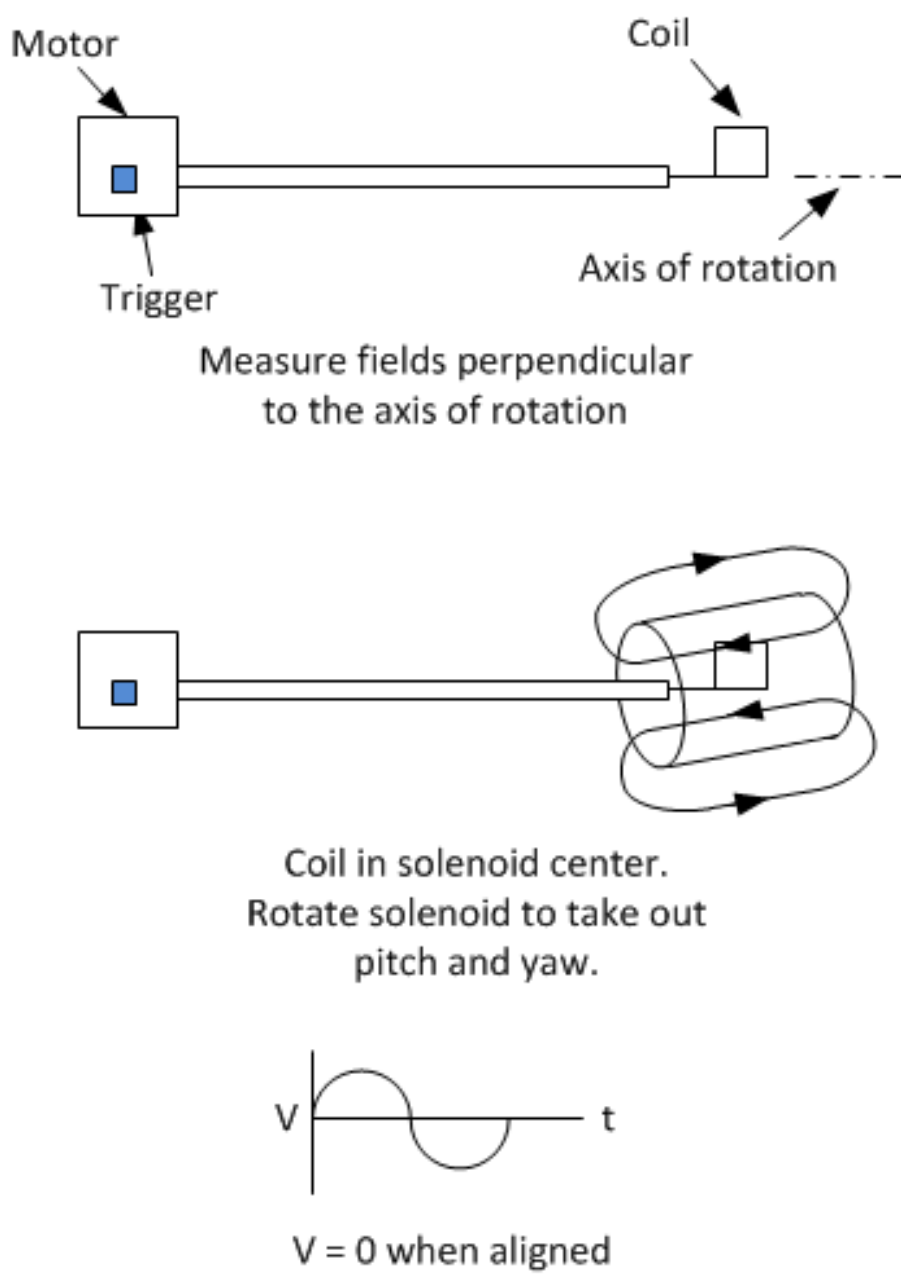 Motor
Coil
Axis of rotation
Trigger
Measure fields perpendicular
to the axis of rotation
Coil in solenoid center.
Rotate solenoid to take out
pitch and yaw.
V
t
V = 0 when aligned